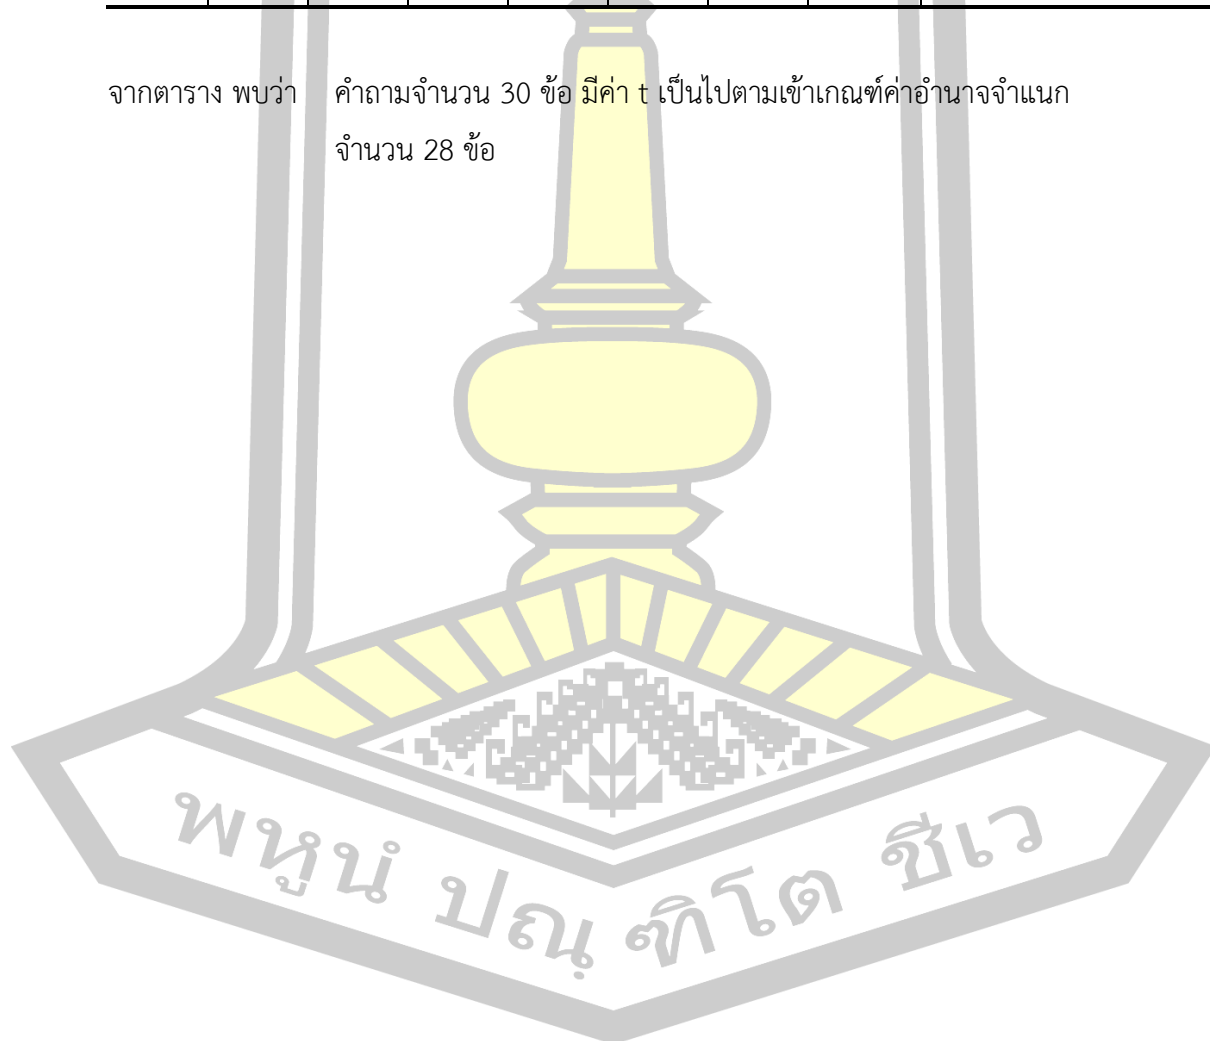 จากตาราง พบว่า คำถามจำนวน 30 ข้อ มีค่า t เป็นไปตามเข้าเกณฑ์ค่าอำนาจจำแนก
จำนวน 28 ข้อ
พหูนํ ปณฺฑิโต ชีเว